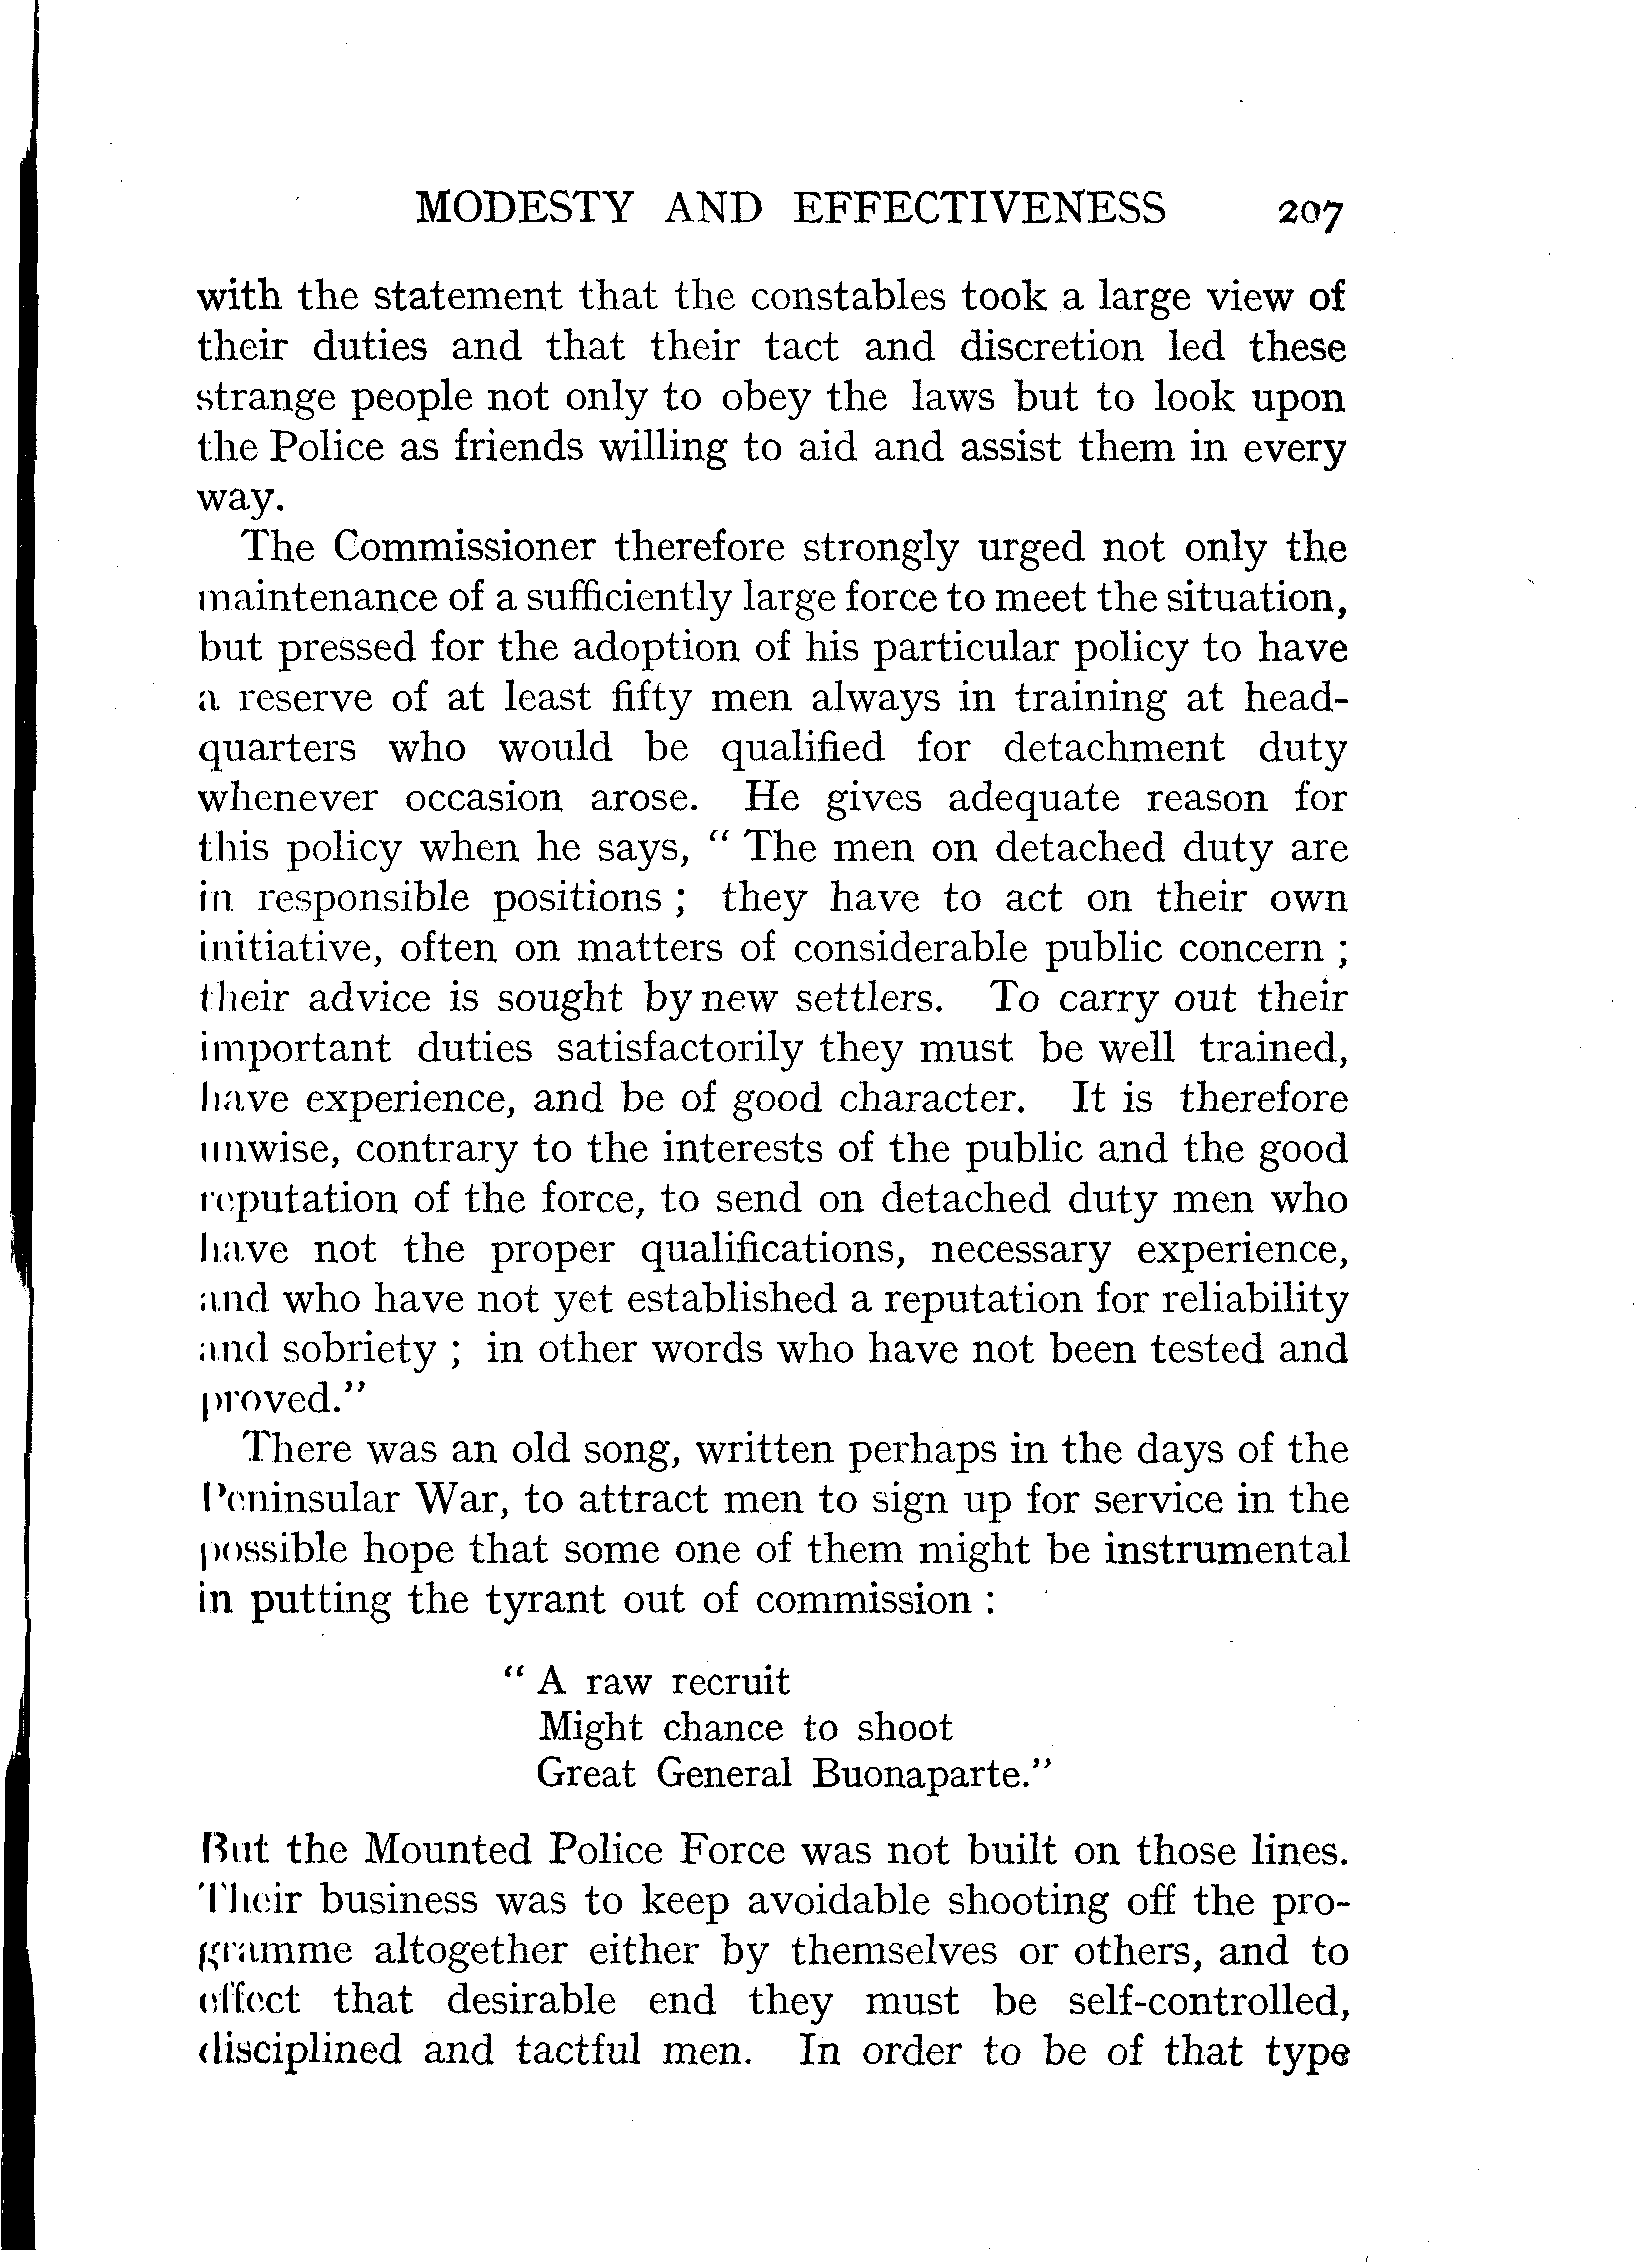 MODESTY AND EFFECTIVENESS 207
with the statement that the constables took a large view of
their duties and that their tact and discretion led these
strange people not only to obey the laws but to look upon
the Police as friends willing to aid and assist them in every
way.
The Commissioner therefore strongly urged not only the
maintenance of a sufficiently large force to meet the situation,
but pressed for the adoption of his particular policy to have
a reserve of at least fifty men always in training at head-
quarters who would be qualified for detachment duty
whenever occasion arose. He gives adequate reason for
this policy when he says, " The men on detached duty are
in responsible positions ; they have to act on their own
initiative, often on matters of considerable public concern ;
their advice is sought by new settlers. To carry out their
important duties satisfactorily they must be well trained,
have experience, and be of good character. It is therefore
unwise, contrary to the interests of the public and the good
reputation of the force, to send on detached duty men who
have not the proper qualifications, necessary experience,
and who have not yet established a reputation for reliability
and sobriety ; in other words who have not been tested and
proved."
There was an old song, written perhaps in the days of the
Peninsular War, to attract men to sign up for service in the
possible hope that some one of them might be instrumental
in putting the tyrant out of commission :
" A raw recruit
Might chance to shoot
Great General Buonaparte."
But the Mounted Police Force was not built on those lines.
Their business was to keep avoidable shooting off the pro-
gramme altogether either by themselves or others, and to
effect that desirable end they must be self-controlled,
disciplined and tactful men. In order to be of that type